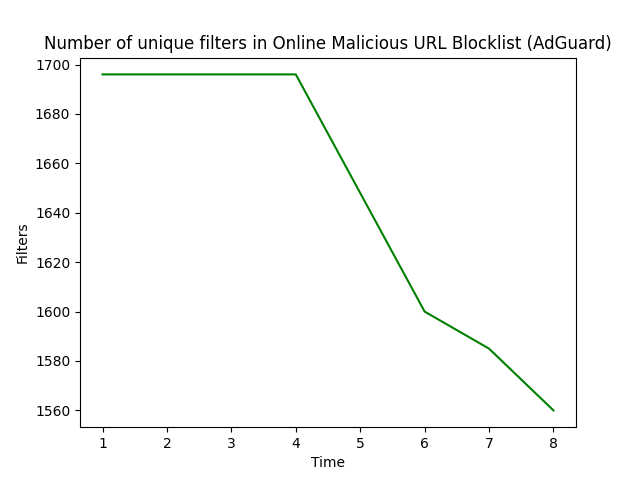 Number of unique filters in Online Malicious URL Blocklist (AdGuard)
1700
1680
1660
1640
1620
1600
1580
1560
Filters
1 2 3 4 5 6 7 8
Time